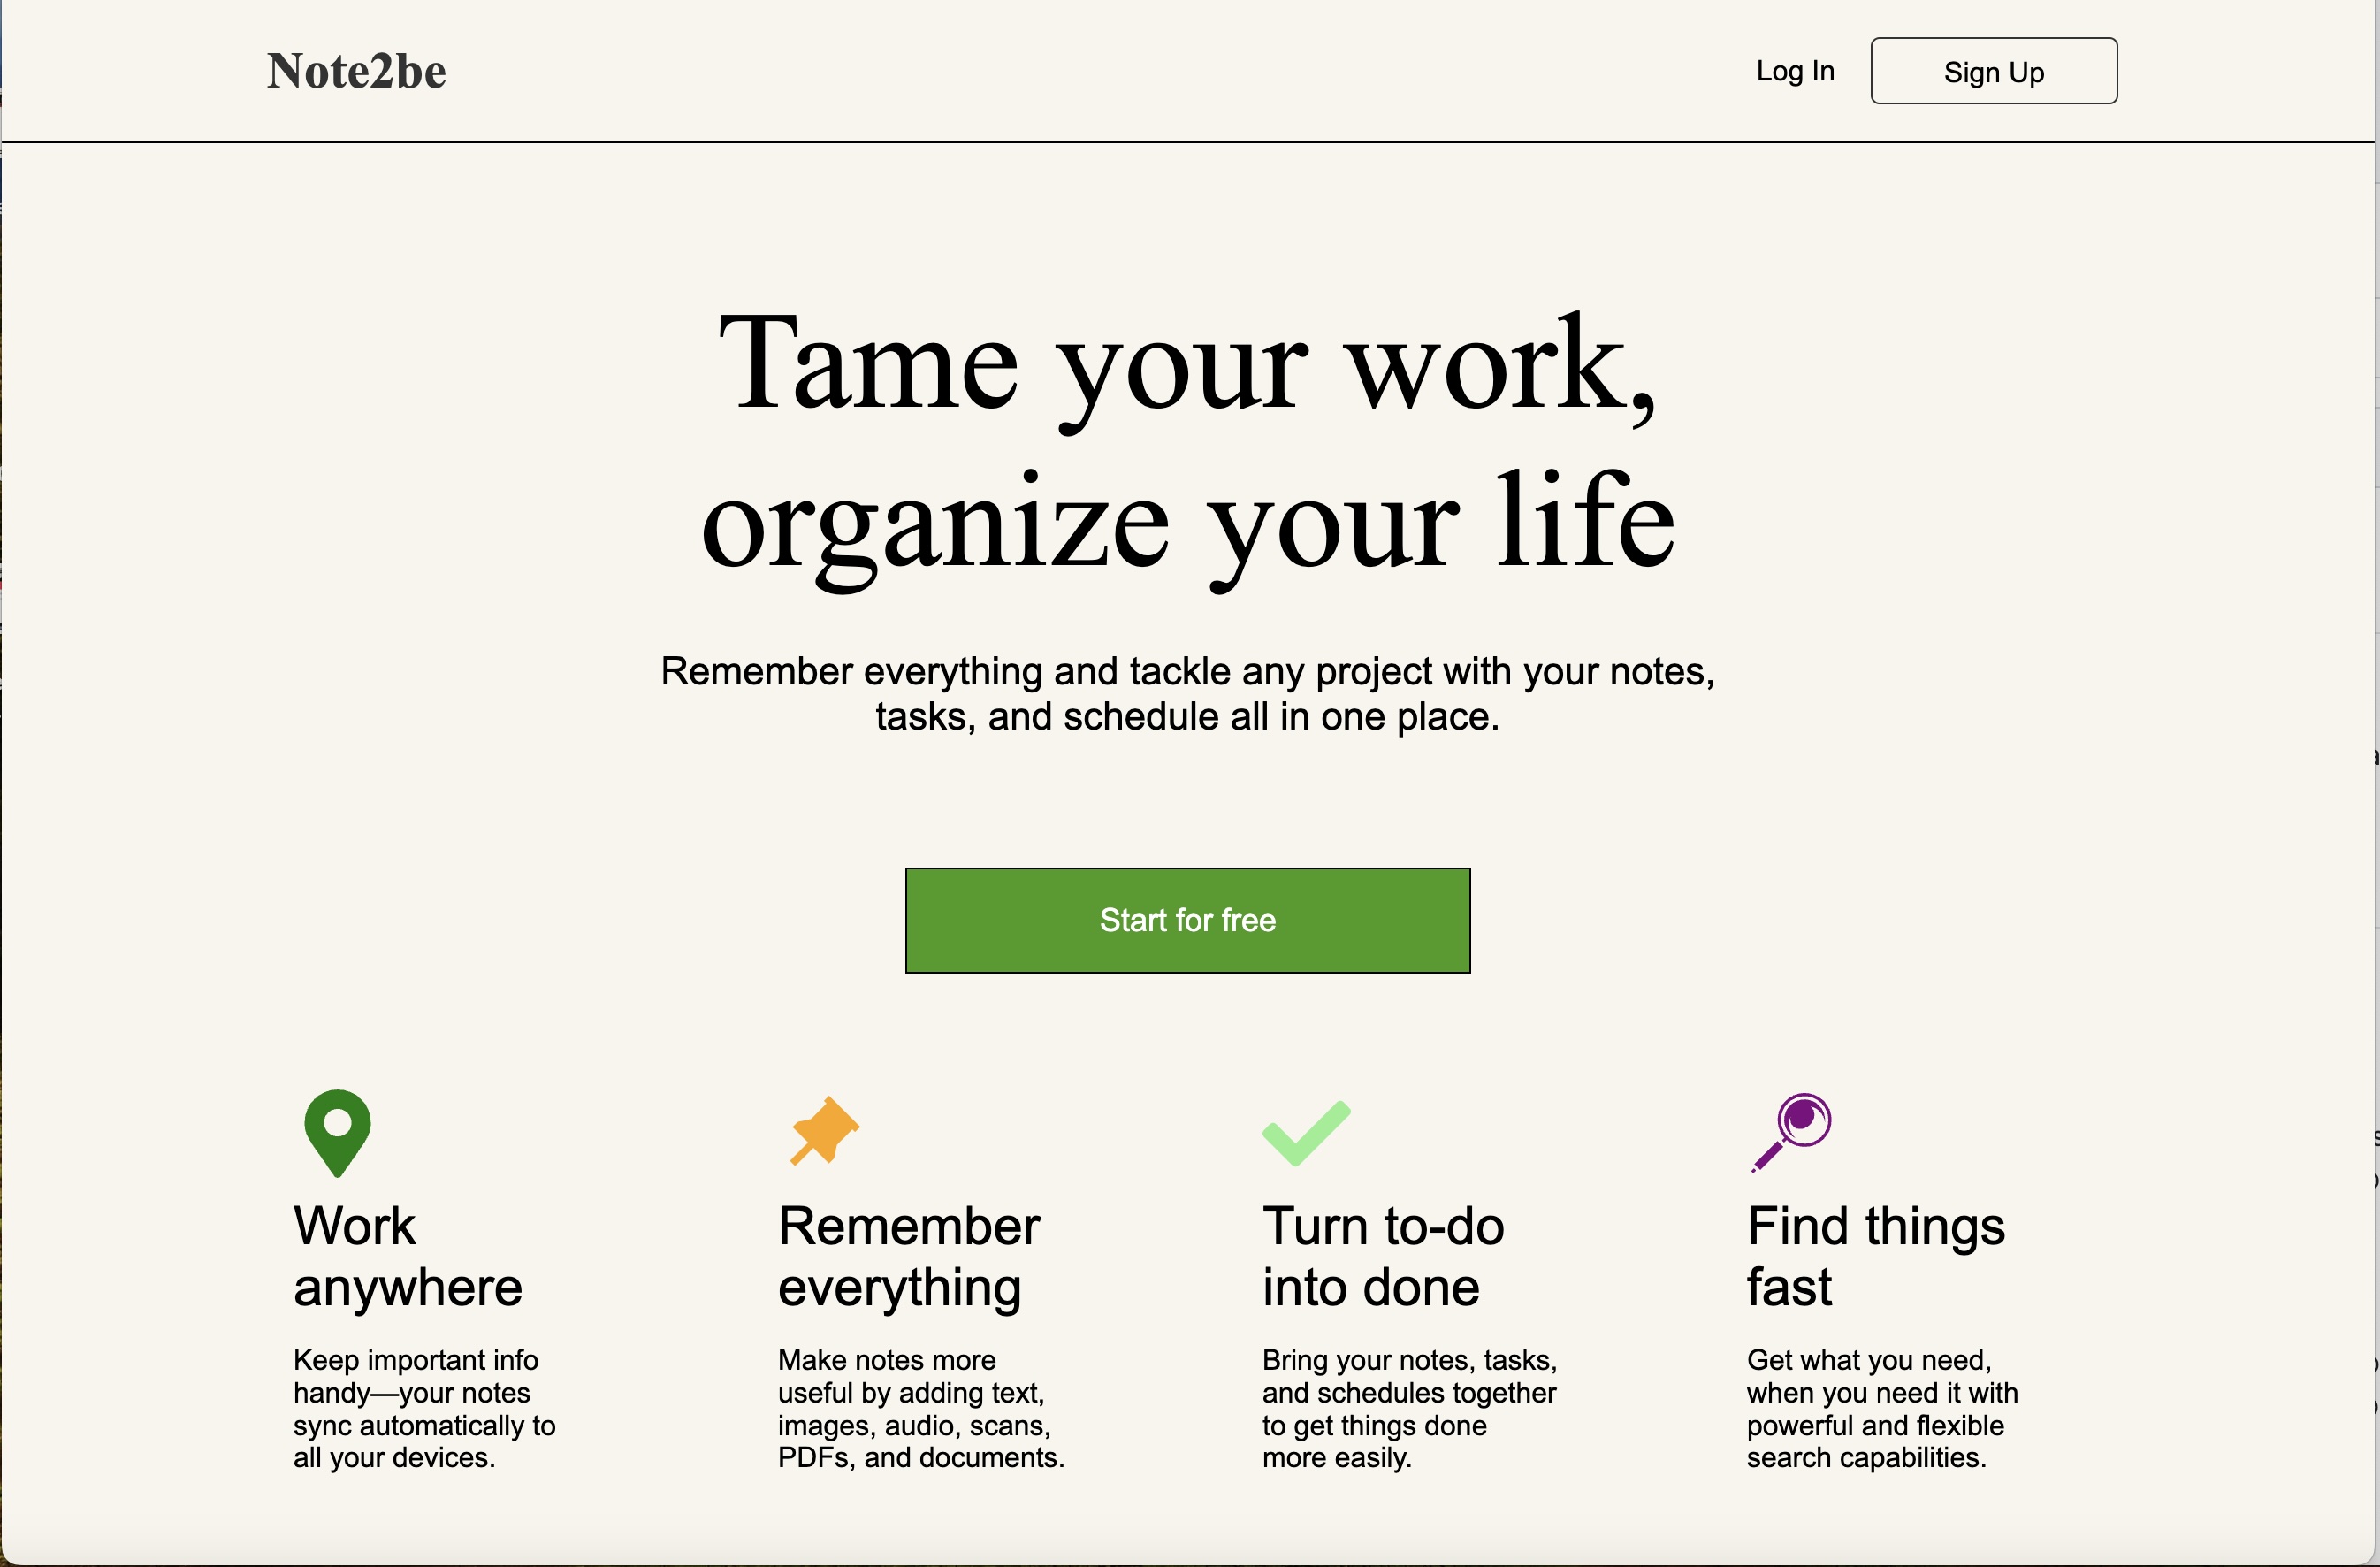 Note2be
Log In
Sign Up
Tame your work,
organize your life
Remember everything and tackle any project with your notes,
tasks, and schedule all in one place.
Start for free
Work
anywhere
Keep important info
handy—your notes
sync automatically to
all your devices.
Remember
everything
Make notes more
useful by adding text,
images, audio, scans,
PDFs, and documents.
Turn to-do
into done
Bring your notes, tasks,
and schedules together
to get things done
more easily.
Find things
fast
Get what you need,
when you need it with
powerful and flexible
search capabilities.